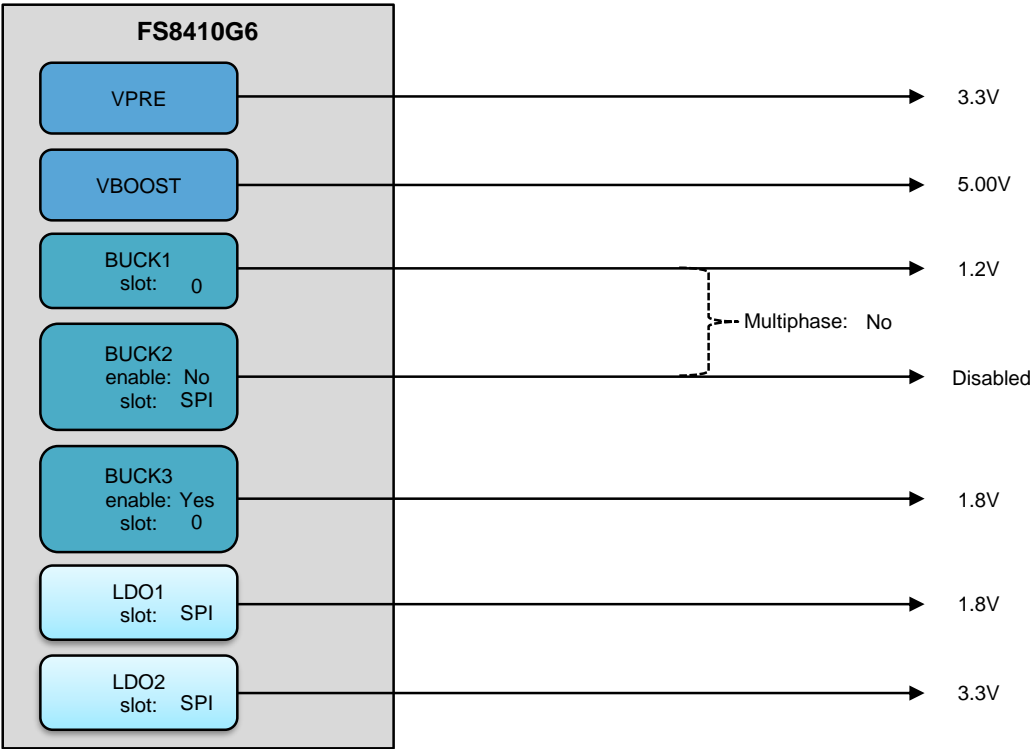 FS8410G6
VPRE
3.3V
VBOOST
5.00V
BUCK1
slot: 0
1.2V
Multiphase: No
BUCK2
enable: No
slot: SPI
Disabled
BUCK3
enable: Yes
slot: 0
1.8V
LDO1
slot: SPI
1.8V
LDO2
slot: SPI
3.3V